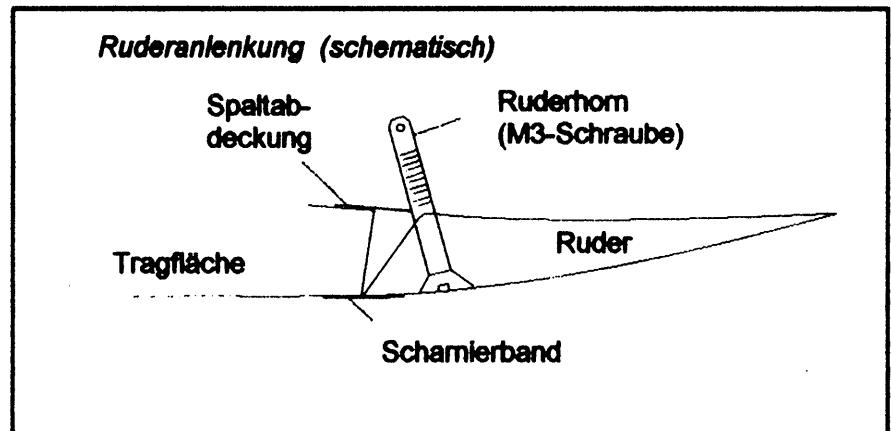 Ruderanlenkung (schematisch)
Spaltab-
deckung
Ruderhorn
(M3-Schraube)
Tragfläche
Ruder
Scharnierband